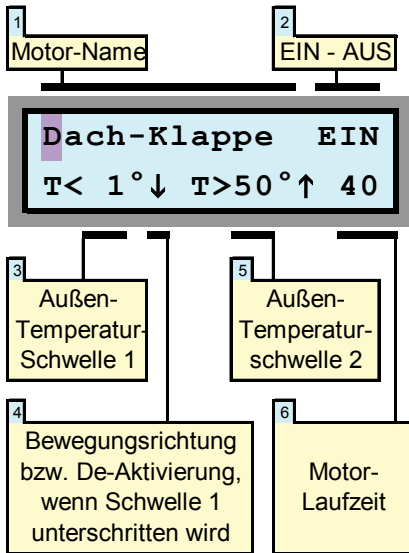 1
Motor-Name
2
EIN - AUS
Dach-Klappe EIN
T< 1°↓ T>50°↑ 40
3
Außen-
Temperatur-
Schwelle 1
5
Außen-
Temperatur-
schwelle 2
4
Bewegungsrichtung
bzw. De-Aktivierung,
wenn Schwelle 1
unterschritten wird
6
Motor-
Laufzeit